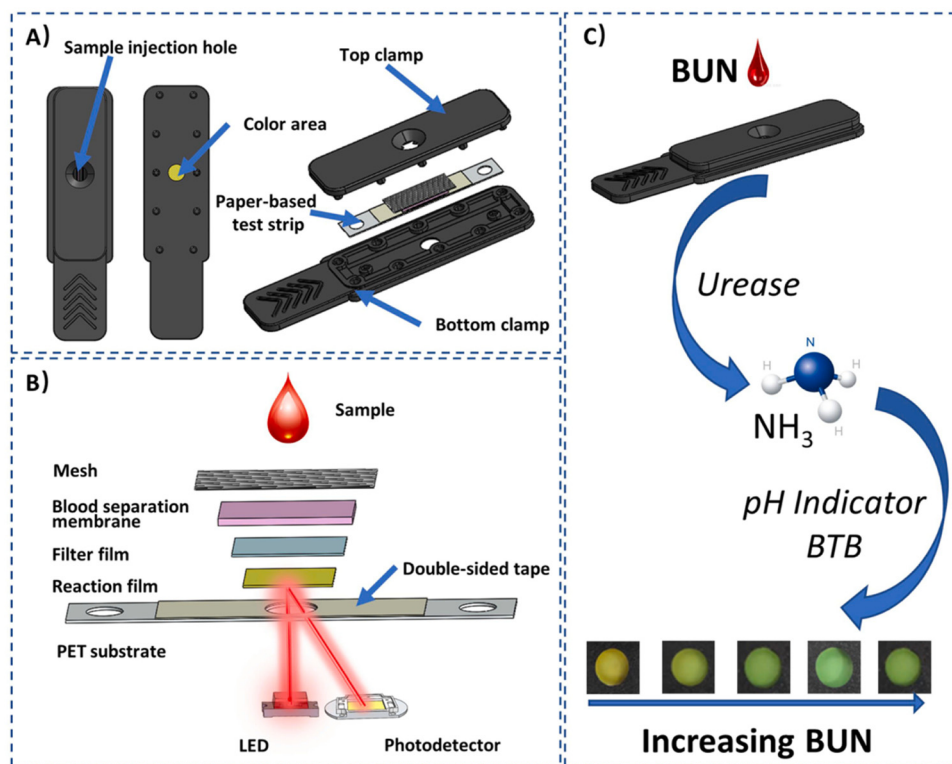 A)
Sample injection hole
Top clamp
Color area
Paper-based
test strip
Bottom clamp
B)
Sample
Mesh
Blood separation
membrane
Filter film
Reaction film
Double-sided tape
PET substrate
LED
Photodetector
C)
BUN
Urease
N
H
H
H
NH₃
pH Indicator
BTB
Increasing BUN